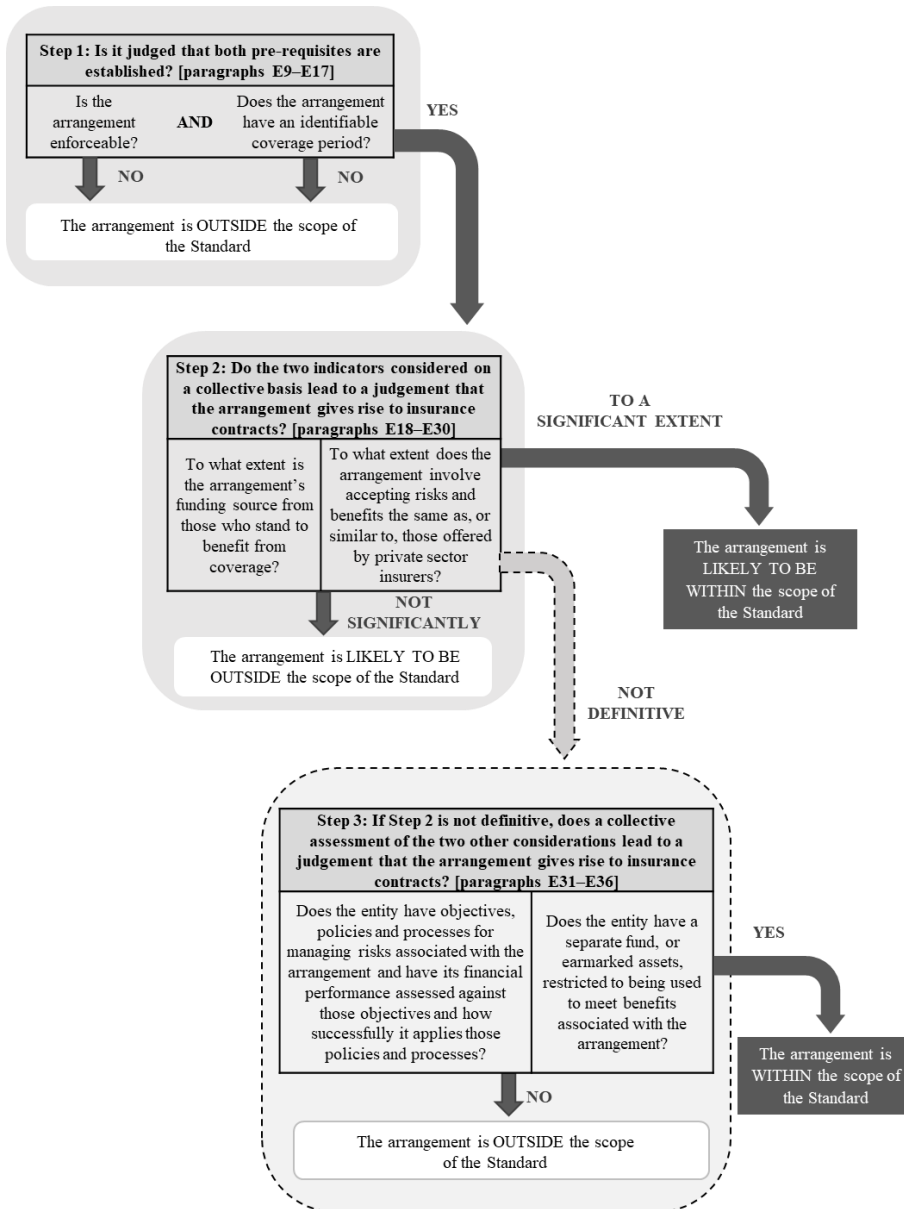 Step 1: Is it judged that both pre-requisites are
established? [paragraphs E9–E17]
Is the
arrangement
enforceable?
AND
Does the arrangement
have an identifiable
coverage period?
YES
NO
NO
The arrangement is OUTSIDE the scope of
the Standard
Step 2: Do the two indicators considered on
a collective basis lead to a judgement that
the arrangement gives rise to insurance
contracts? [paragraphs E18–E30]
To what extent is
the arrangement’s
funding source from
those who stand to
benefit from
coverage?
To what extent does the
arrangement involve
accepting risks and
benefits the same as, or
similar to, those offered
by private sector
insurers?
TO A
SIGNIFICANT EXTENT
The arrangement is
LIKELY TO BE
WITHIN the scope of
the Standard
NOT
SIGNIFICANTLY
The arrangement is LIKELY TO BE
OUTSIDE the scope of the Standard
NOT
DEFINITIVE
Step 3: If Step 2 is not definitive, does a collective
assessment of the two other considerations lead to a
judgement that the arrangement gives rise to insurance
contracts? [paragraphs E31–E36]
Does the entity have objectives,
policies and processes for
managing risks associated with the
arrangement and have its financial
performance assessed against
those objectives and how
successfully it applies those
policies and processes?
Does the entity have a
separate fund, or
earmarked assets,
restricted to being used
to meet benefits
associated with the
arrangement?
YES
The arrangement is
WITHIN the scope of
the Standard
NO
The arrangement is OUTSIDE the scope
of the Standard